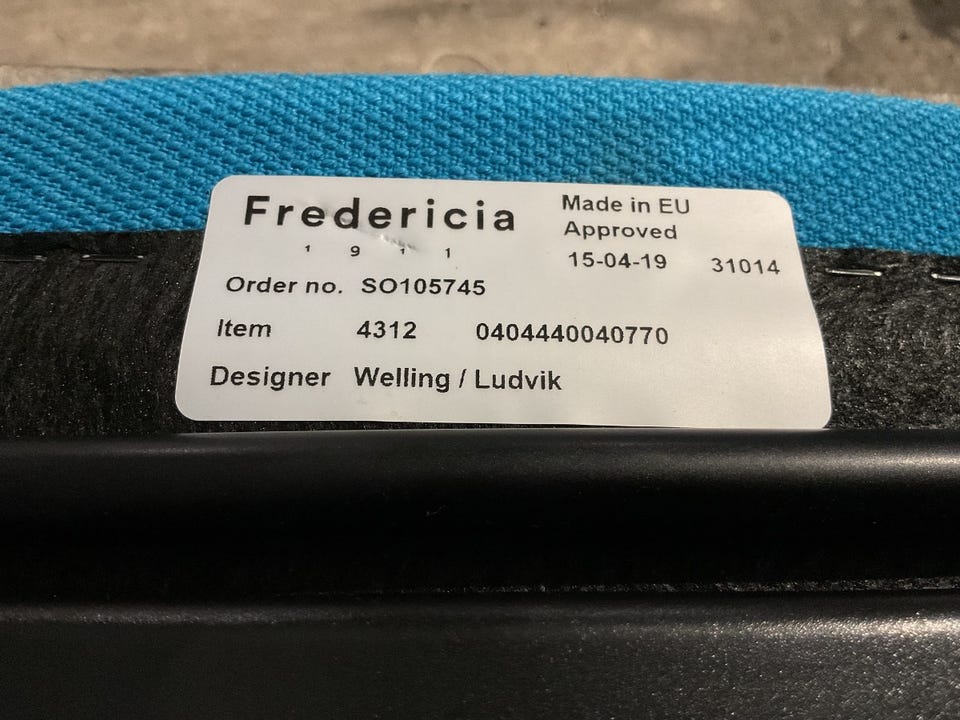 Fredericia
1 9 1 1
Made in EU
Approved
15-04-19 31014
Order no. SO105745
Item 4312 0404440040770
Designer Welling / Ludvik